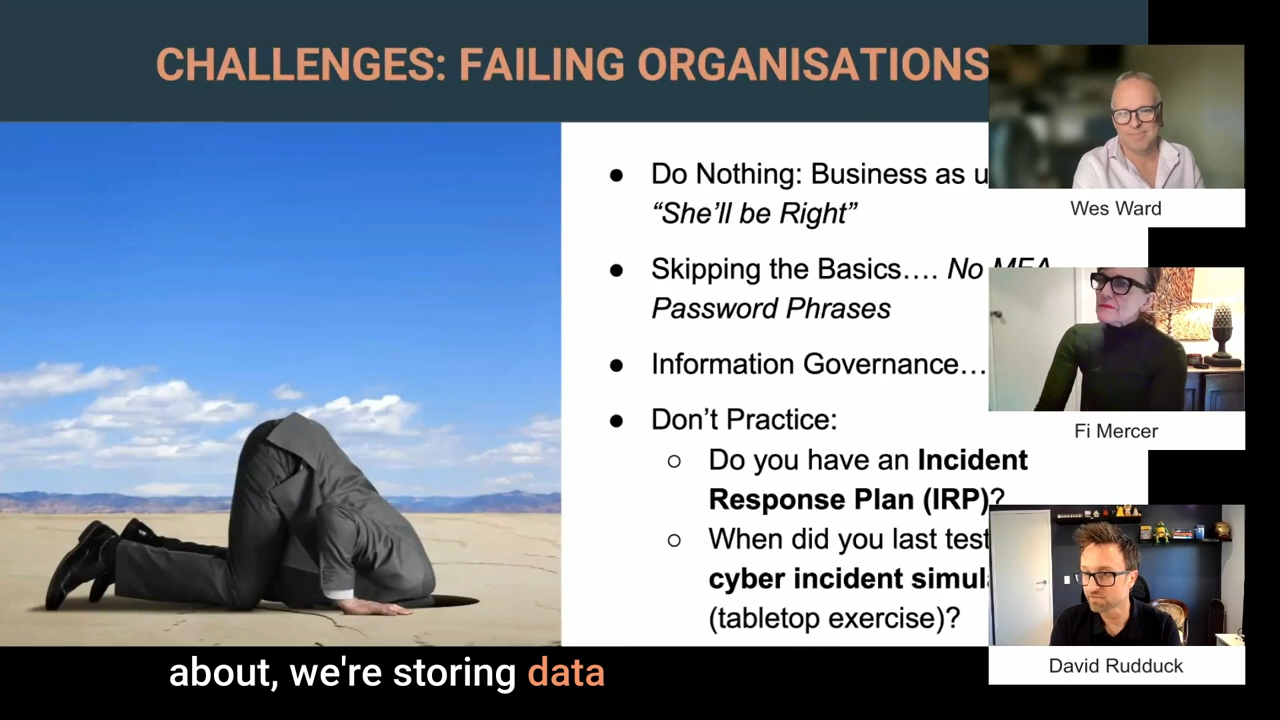 CHALLENGES: FAILING ORGANISATIONS
● Do Nothing: Business as u
“She’ll be Right”
● Skipping the Basics…. No MFA
Password Phrases
● Information Governance…
● Don’t Practice:
○ Do you have an Incident
Response Plan (IRP)?
○ When did you last test
cyber incident simul
(tabletop exercise)?
Wes Ward
Fi Mercer
David Rudduck
about, we're storing data